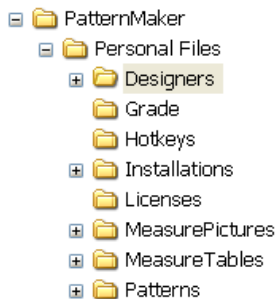 PatternMaker
Personal Files
Designers
Grade
Hotkeys
Installations
Licenses
MeasurePictures
MeasureTables
Patterns